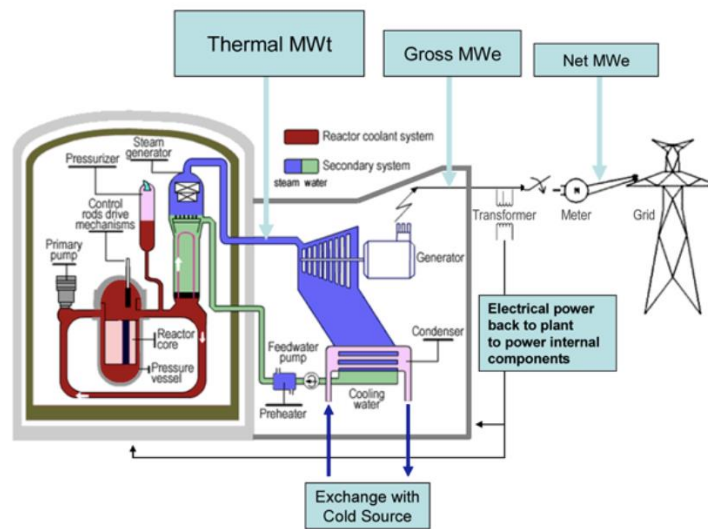 Thermal MWt
Gross MWe
Net MWe
Steam
generator
Pressurizer
Control
rods drive
mechanisms
Primary
pump
Reactor coolant system
Secondary system
steam water
Reactor
core
Pressure
vessel
Feedwater
pump
Preheater
Cooling
water
Condenser
Generator
Transformer
M
Meter
Grid
Electrical power
back to plant
to power internal
components
Exchange with
Cold Source